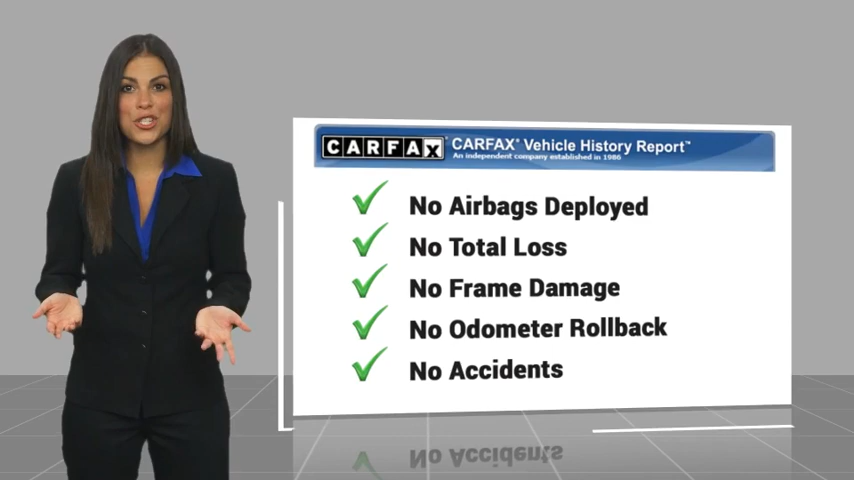 CARFAX
CARFAX® Vehicle History Report™
An independent company established in 1986
No Airbags Deployed
No Total Loss
No Frame Damage
No Odometer Rollback
No Accidents
No Accidents